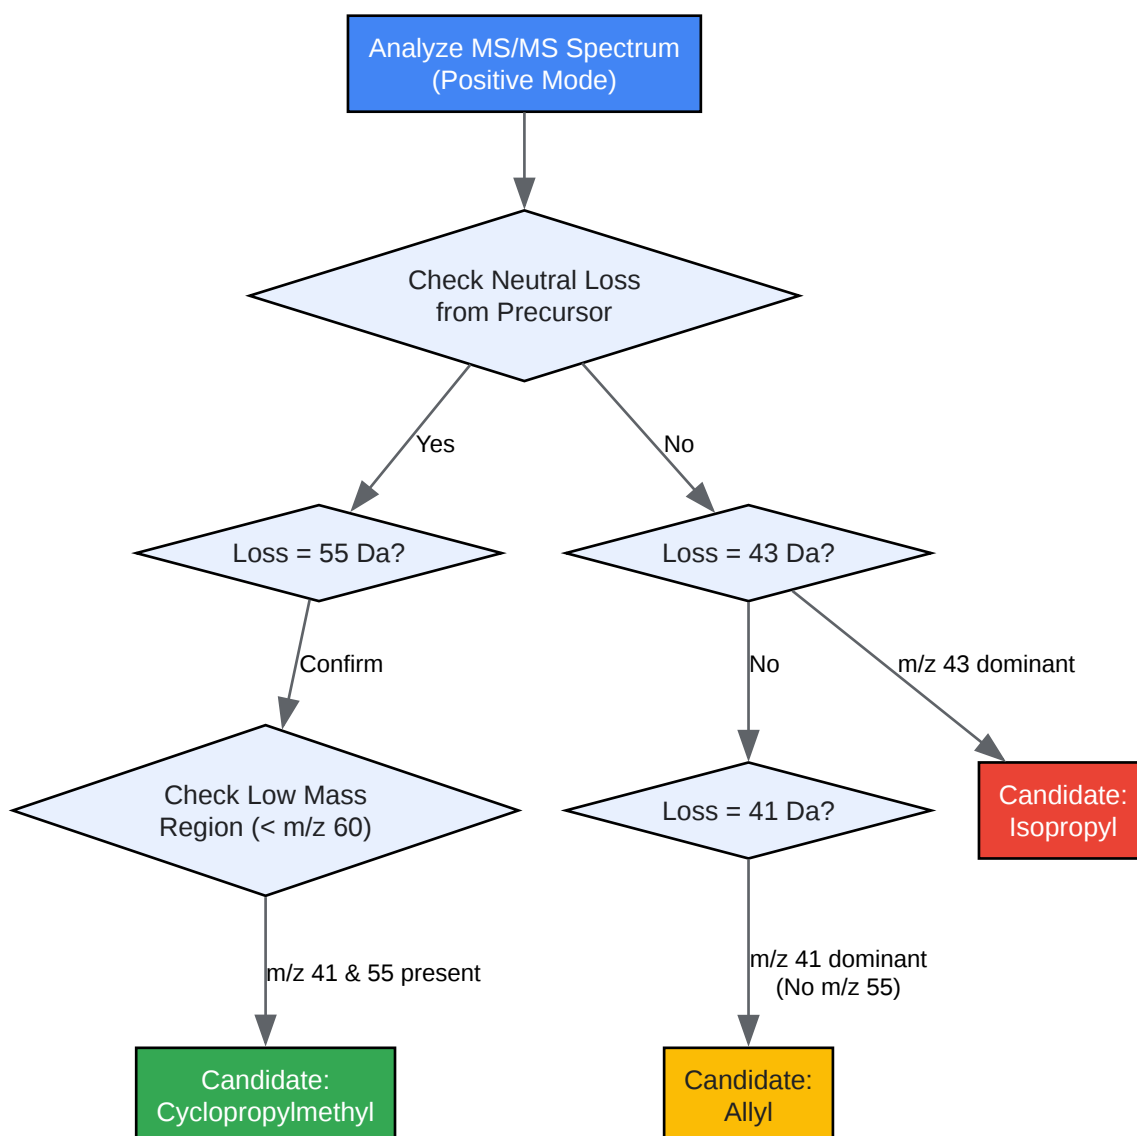 Analyze MS/MS Spectrum
(Positive Mode)
Check Neutral Loss
from Precursor
Yes
No
Loss = 55 Da?
Loss = 43 Da?
Confirm
No
m/z 43 dominant
Check Low Mass
Region (< m/z 60)
Loss = 41 Da?
Candidate:
Isopropyl
m/z 41 & 55 present
m/z 41 dominant
(No m/z 55)
Candidate:
Cyclopropylmethyl
Candidate:
Allyl